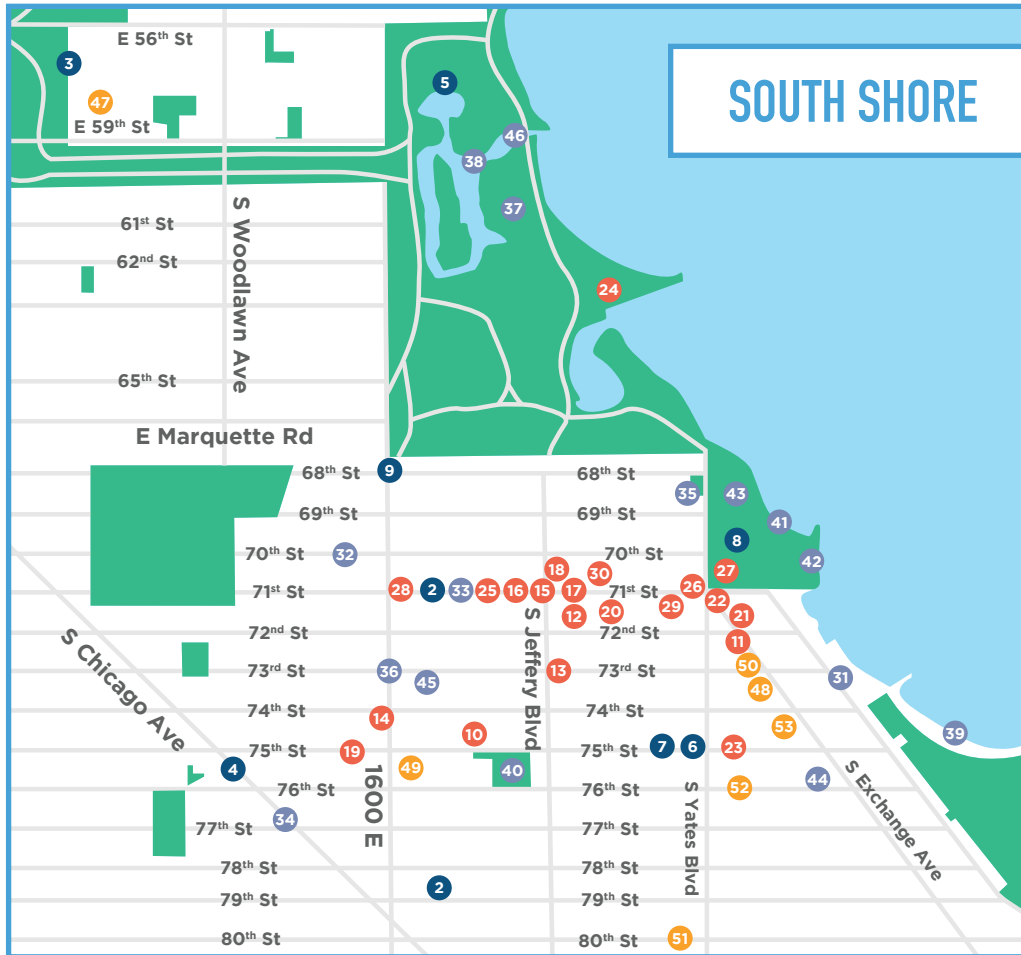 SOUTH SHORE
E 56th St
3
5
47
E 59th St
46
38
37
61st St
S Woodlawn Ave
62nd St
24
65th St
E Marquette Rd
68th St
9
68th St
35
43
69th St
69th St
41
70th St
32
70th St
8
42
18
30
27
71st St
28
2
33
25
16
15
17
71st St
26
29
22
12
20
21
72nd St
S Jeffery Blvd
72nd St
11
S Chicago Ave
73rd St
36
45
13
73rd St
50
31
48
74th St
14
74th St
53
10
39
75th St
19
75th St
7
6
23
4
1600 E
49
40
S Exchange Ave
44
76th St
76th St
S Yates Blvd
52
34
77th St
77th St
78th St
78th St
2
79th St
79th St
80th St
80th St
51